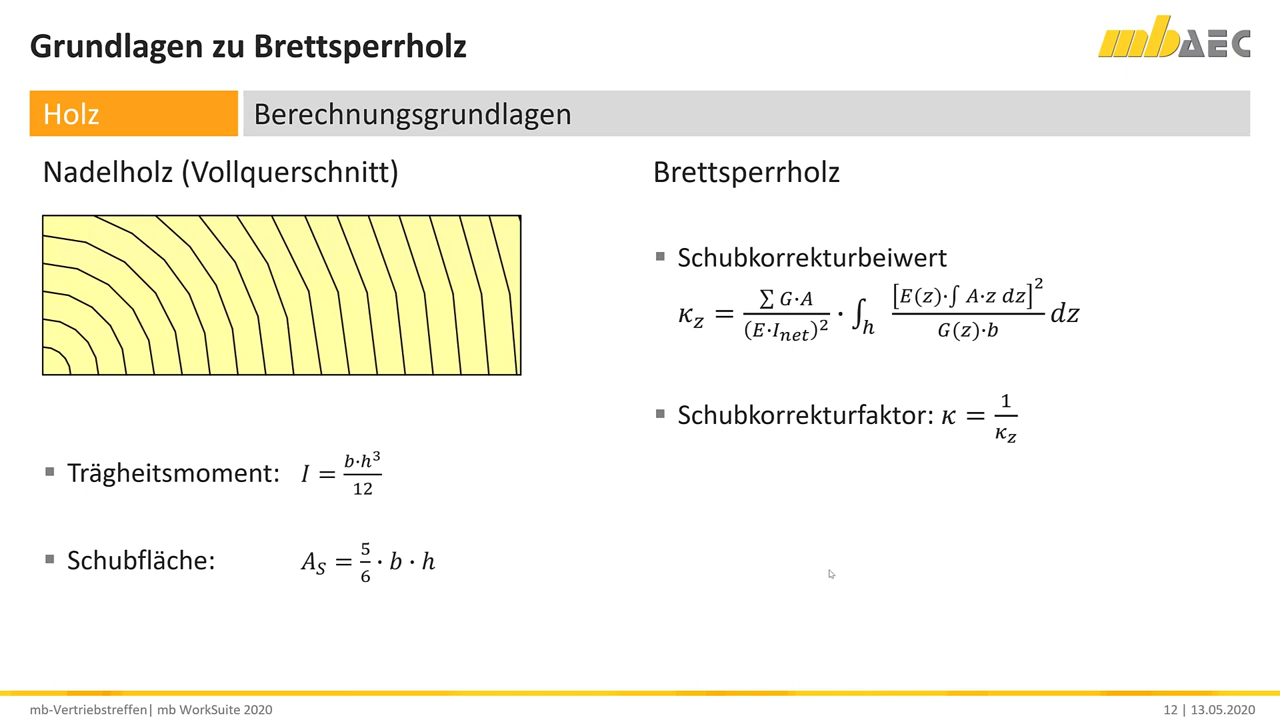 Grundlagen zu Brettsperrholz
mbAEC
Holz
Berechnungsgrundlagen
Nadelholz (Vollquerschnitt)
▪ Trägheitsmoment: I = b·h³/12
▪ Schubfläche: A_S = 5/6 · b · h
Brettsperrholz
▪ Schubkorrekturbeiwert
κ_z = ∑ G·A/(E·I_net)² · ∫_h [E(z)·∫ A·z dz]²/G(z)·b dz
▪ Schubkorrekturfaktor: κ = 1/κ_z
mb-Vertriebstreffen| mb WorkSuite 2020
12 | 13.05.2020